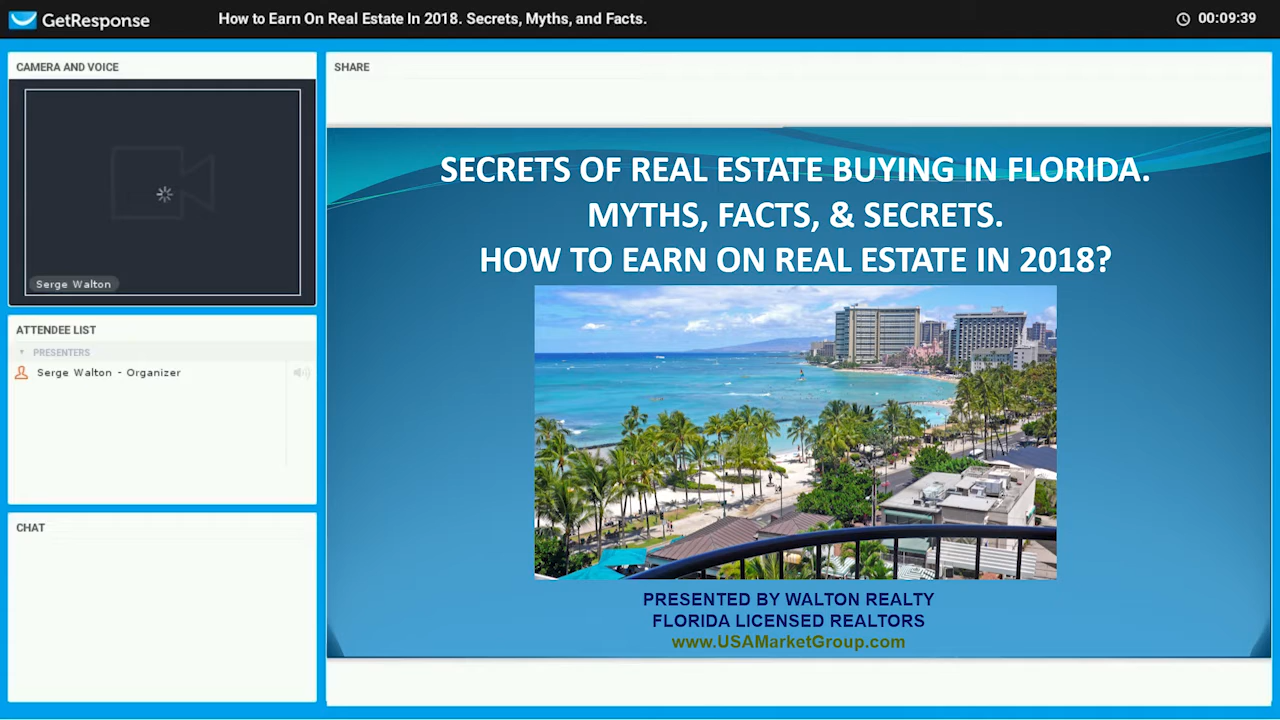 GetResponse
How to Earn On Real Estate In 2018. Secrets, Myths, and Facts.
00:09:39
CAMERA AND VOICE
Serge Walton
ATTENDEE LIST
PRESENTERS
Serge Walton - Organizer
CHAT
SHARE
SECRETS OF REAL ESTATE BUYING IN FLORIDA.
MYTHS, FACTS, & SECRETS.
HOW TO EARN ON REAL ESTATE IN 2018?
PRESENTED BY WALTON REALTY
FLORIDA LICENSED REALTORS
www.USAMarketGroup.com